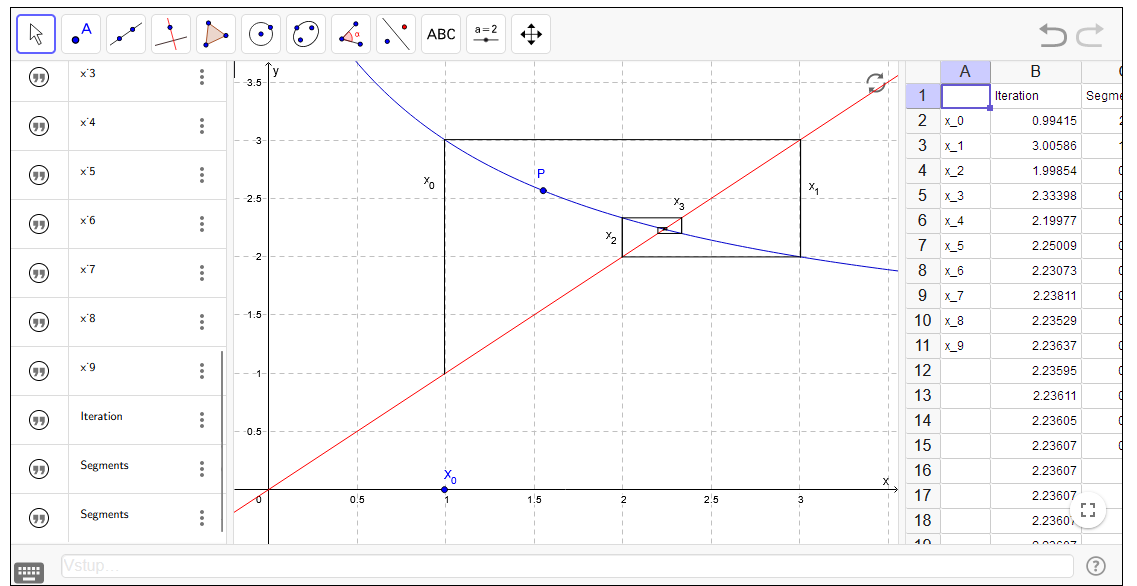 A
α
ABC
a=2
x˙3
x˙4
x˙5
x˙6
x˙7
x˙8
x˙9
Iteration
Segments
Segments
y
3.5
3
2.5
2
1.5
1
0.5
0
0.5
1
1.5
2
2.5
3
x
x₀
P
x₁
x₂
x₃
X₀
A B
1 Iteration Segme
2 x_0 0.99415
3 x_1 3.00586
4 x_2 1.99854
5 x_3 2.33398
6 x_4 2.19977
7 x_5 2.25009
8 x_6 2.23073
9 x_7 2.23811
10 x_8 2.23529
11 x_9 2.23637
12 2.23595
13 2.23611
14 2.23605
15 2.23607
16 2.23607
17 2.23607
18 2.2360
Vstup...
?